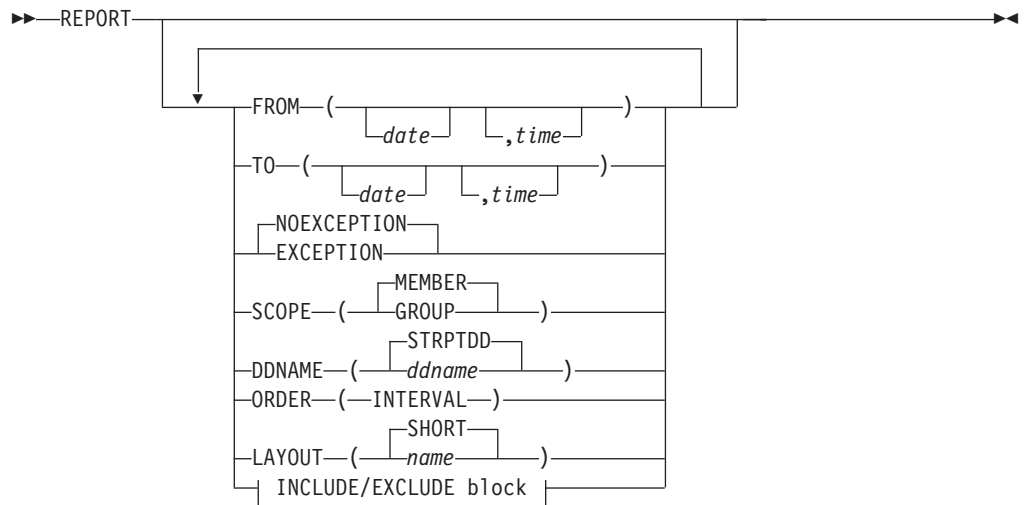 REPORT
FROM ( date ,time )
TO ( date ,time )
NOEXCEPTION
EXCEPTION
MEMBER
SCOPE ( GROUP )
STRPTDD
DDNAME ( ddname )
ORDER ( INTERVAL )
SHORT
LAYOUT ( name )
INCLUDE/EXCLUDE block